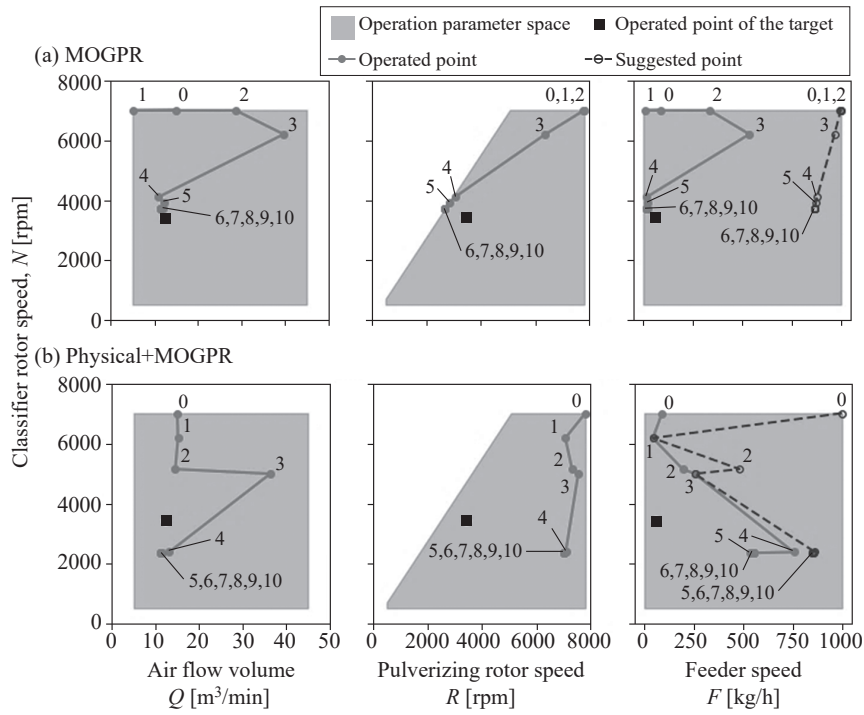 Operation parameter space
Operated point of the target
Operated point
Suggested point
(a) MOGPR
Classifier rotor speed, N [rpm]
8000
6000
4000
2000
0
1 0 2
3
4
5
6,7,8,9,10
0,1,2
3
4
5
6,7,8,9,10
1 0 2
3
4
5
6,7,8,9,10
0,1,2
3
4
5
6,7,8,9,10
(b) Physical+MOGPR
8000
6000
4000
2000
0
0
1
2
3
4
5,6,7,8,9,10
0
1
2
3
4
5,6,7,8,9,10
0
1
2
3
5 4
6,7,8,9,10
0
2
5,6,7,8,9,10
0 10 20 30 40 50
0 2000 4000 6000 8000
0 250 500 750 1000
Air flow volume
Q [m³/min]
Pulverizing rotor speed
R [rpm]
Feeder speed
F [kg/h]